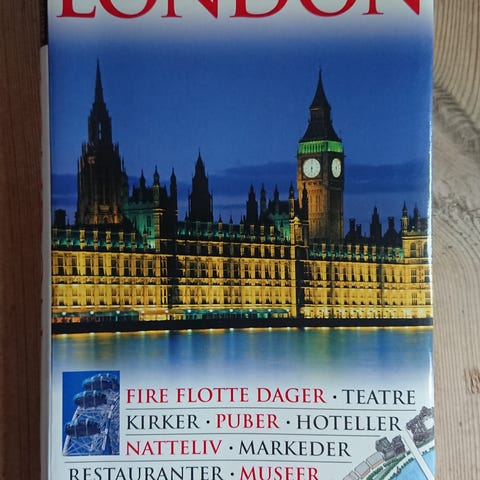 LONDON
FIRE FLOTTE DAGER · TEATRE
KIRKER · PUBER · HOTELLER
NATTELIV · MARKEDER
RESTAURANTER · MUSEER